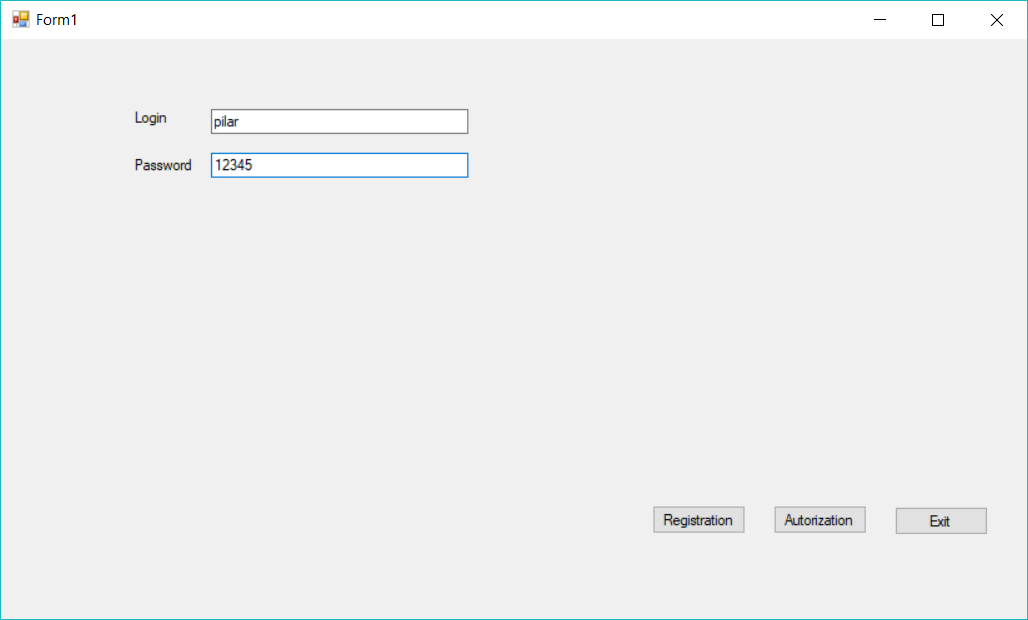 Form1
Login
pilar
Password
12345
Registration
Autorization
Exit